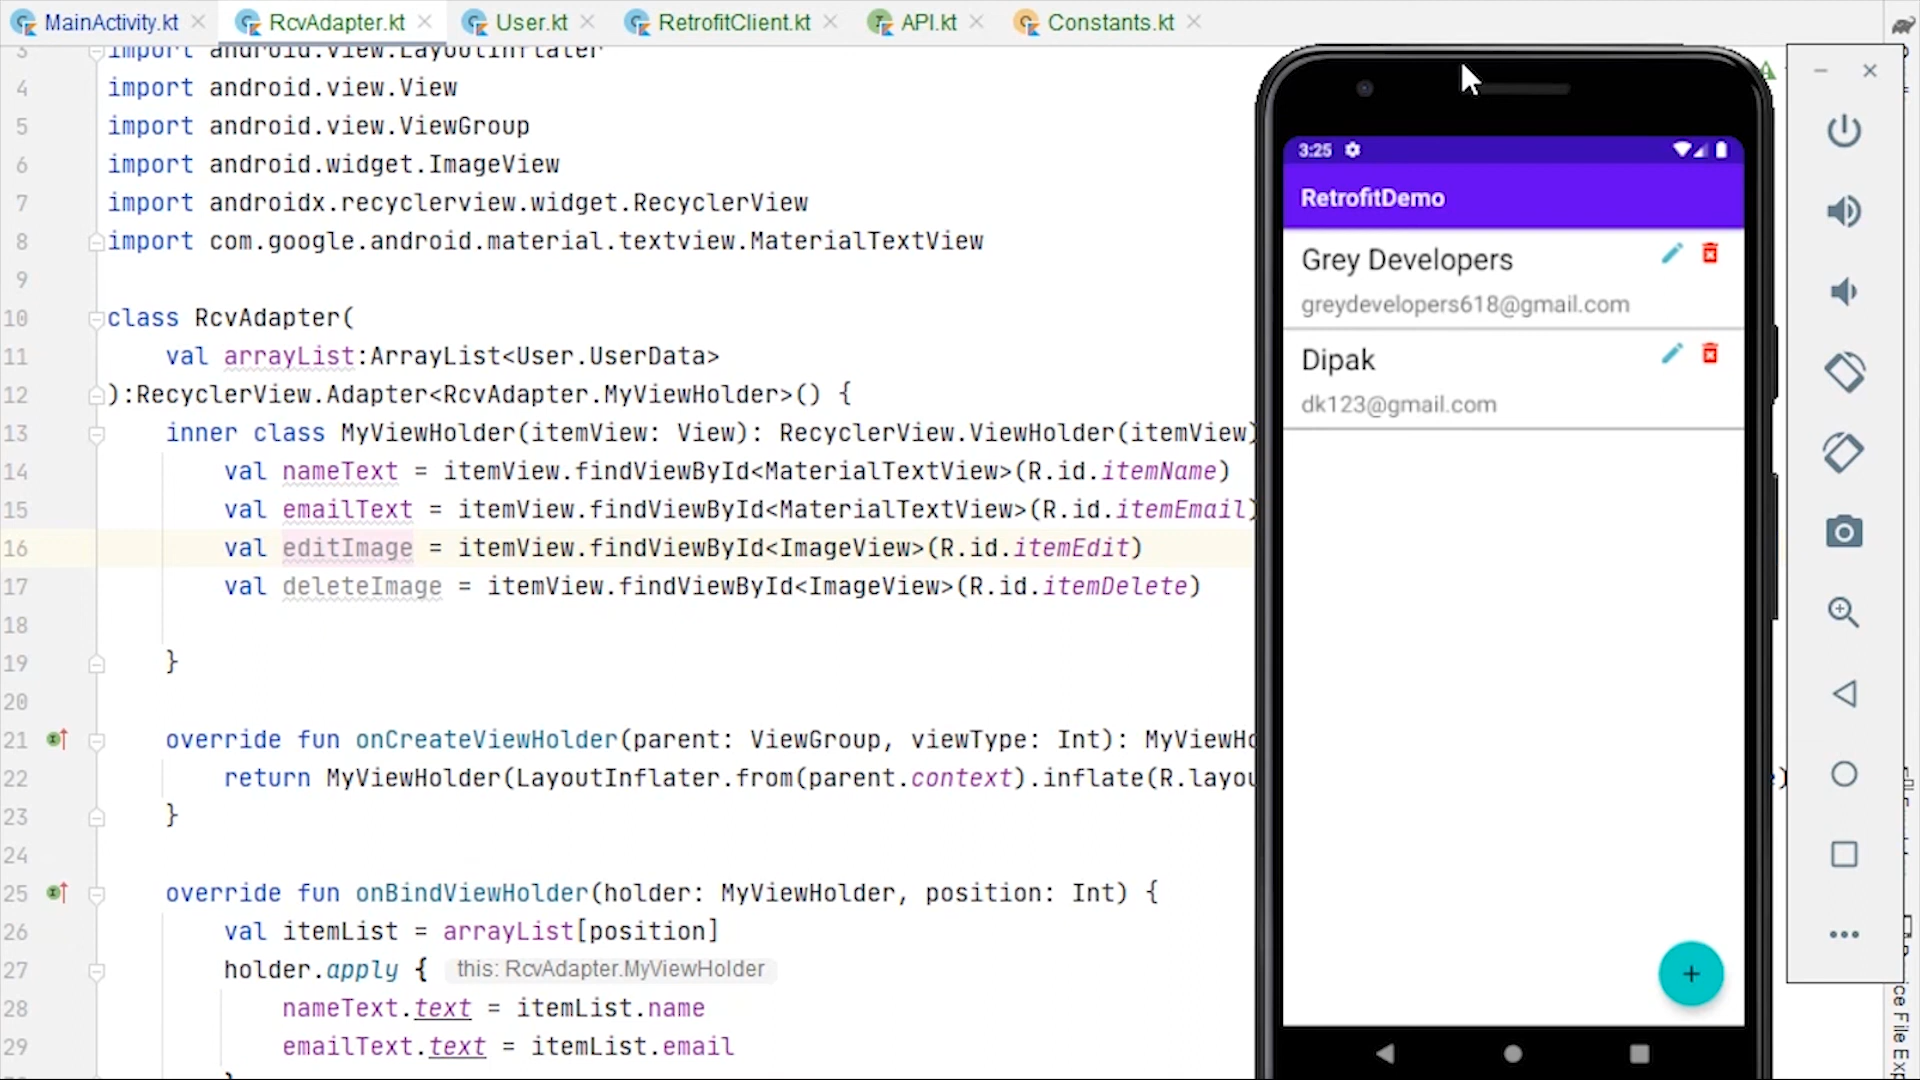 MainActivity.kt RcvAdapter.kt User.kt RetrofitClient.kt API.kt Constants.kt
3 import android.view.LayoutInflater
4 import android.view.View
5 import android.view.ViewGroup
6 import android.widget.ImageView
7 import androidx.recyclerview.widget.RecyclerView
8 import com.google.android.material.textview.MaterialTextView
9
10 class RcvAdapter(
11 val arrayList:ArrayList<User.UserData>
12 ):RecyclerView.Adapter<RcvAdapter.MyViewHolder>() {
13 inner class MyViewHolder(itemView: View): RecyclerView.ViewHolder(itemView)
14 val nameText = itemView.findViewById<MaterialTextView>(R.id.itemName)
15 val emailText = itemView.findViewById<MaterialTextView>(R.id.itemEmail)
16 val editImage = itemView.findViewById<ImageView>(R.id.itemEdit)
17 val deleteImage = itemView.findViewById<ImageView>(R.id.itemDelete)
18
19 }
20
21 override fun onCreateViewHolder(parent: ViewGroup, viewType: Int): MyViewHo
22 return MyViewHolder(LayoutInflater.from(parent.context).inflate(R.layou
23 }
24
25 override fun onBindViewHolder(holder: MyViewHolder, position: Int) {
26 val itemList = arrayList[position]
27 holder.apply { this: RcvAdapter.MyViewHolder
28 nameText.text = itemList.name
29 emailText.text = itemList.email
3:25
RetrofitDemo
Grey Developers
greydevelopers618@gmail.com
Dipak
dk123@gmail.com
+
ice File Exp